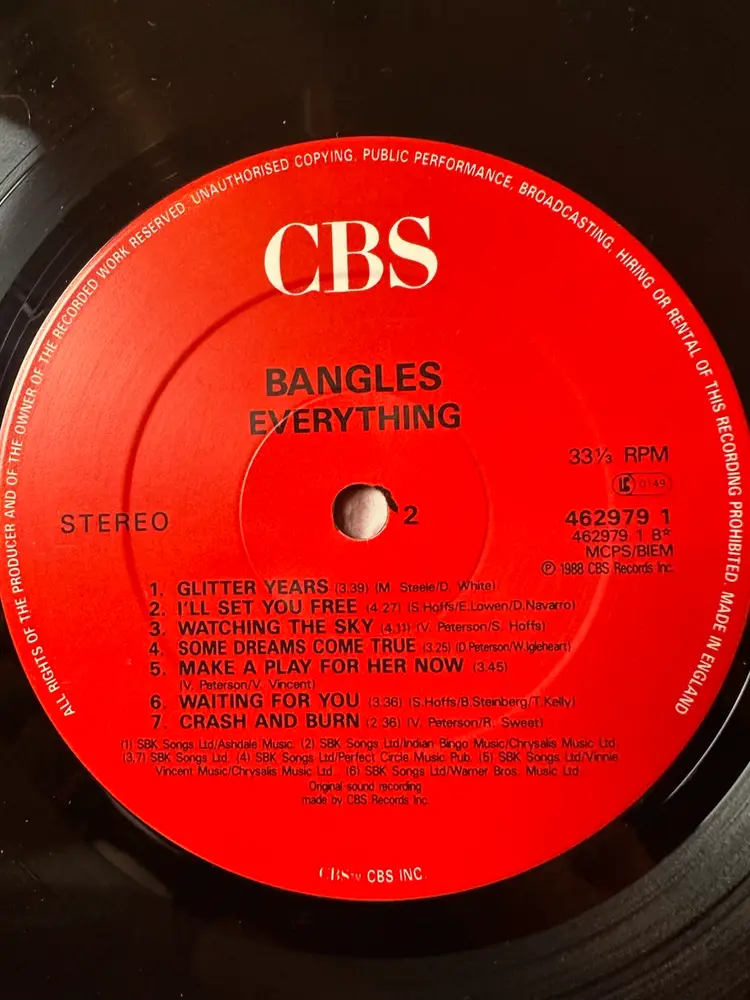 ALL RIGHTS OF THE PRODUCER AND OF THE OWNER OF THE RECORDED WORK RESERVED. UNAUTHORISED COPYING, PUBLIC PERFORMANCE, BROADCASTING, HIRING OR RENTAL OF THIS RECORDING PROHIBITED. MADE IN ENGLAND
CBS
BANGLES
EVERYTHING
33⅓ RPM
LC 0149
STEREO
2
462979 1
462979 1 B☆
MCPS/BIEM
℗ 1988 CBS Records Inc.
1. GLITTER YEARS (3.39) (M. Steele/D. White)
2. I'LL SET YOU FREE (4 27) (S.Hoffs/E.Lowen/D.Navarro)
3. WATCHING THE SKY (4.11) (V. Peterson/S. Hoffs)
4. SOME DREAMS COME TRUE (3.25) (D.Peterson/W.Igleheart)
5. MAKE A PLAY FOR HER NOW (3.45)
(V. Peterson/V. Vincent)
6. WAITING FOR YOU (3.36) (S.Hoffs/B.Steinberg/T.Kelly)
7. CRASH AND BURN (2.36) (V. Peterson/R. Sweet)
(1) SBK Songs Ltd/Ashdale Music. (2) SBK Songs Ltd/Indian Bingo Music/Chrysalis Music Ltd.
(3,7) SBK Songs Ltd. (4) SBK Songs Ltd/Perfect Circle Music Pub. (5) SBK Songs Ltd/Vinnie
Vincent Music/Chrysalis Music Ltd. (6) SBK Songs Ltd/Warner Bros. Music Ltd
Original sound recording
made by CBS Records Inc.
CBS™ CBS INC.